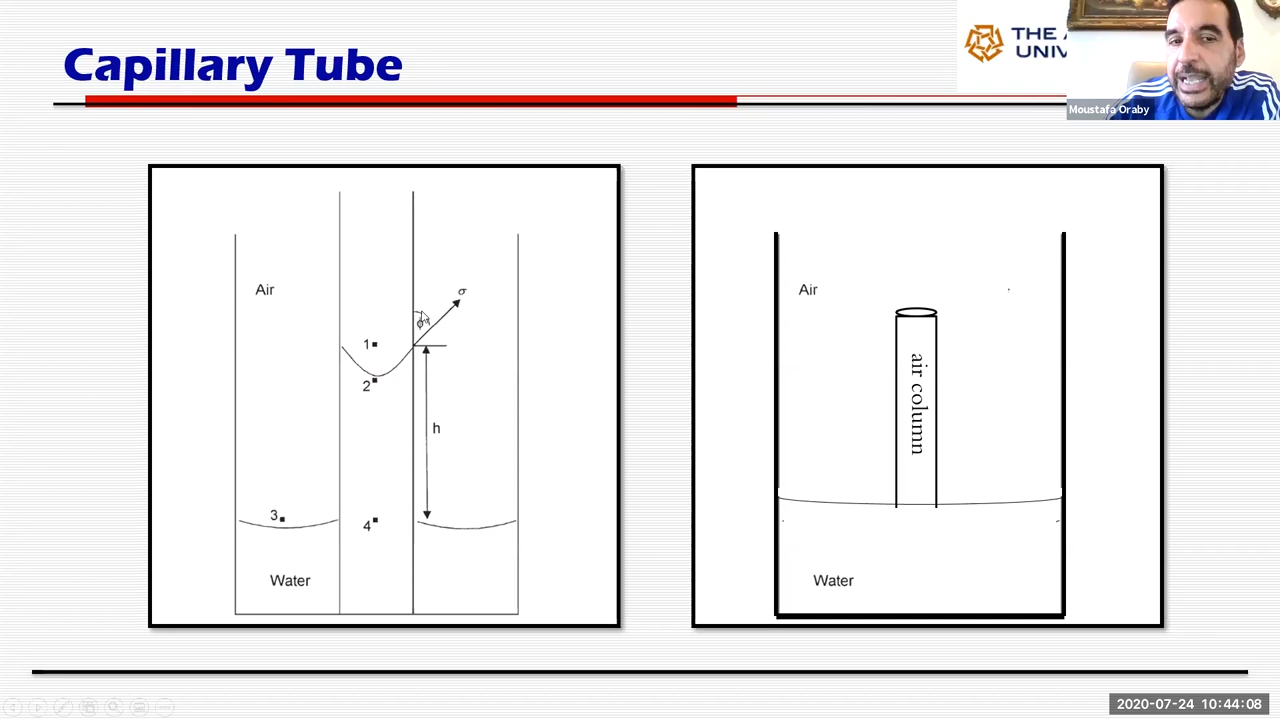 Capillary Tube
THE
UNIV
Moustafa Oraby
Air
σ
ϕ
1
2
h
3
4
Water
Air
air column
Water
2020-07-24 10:44:08